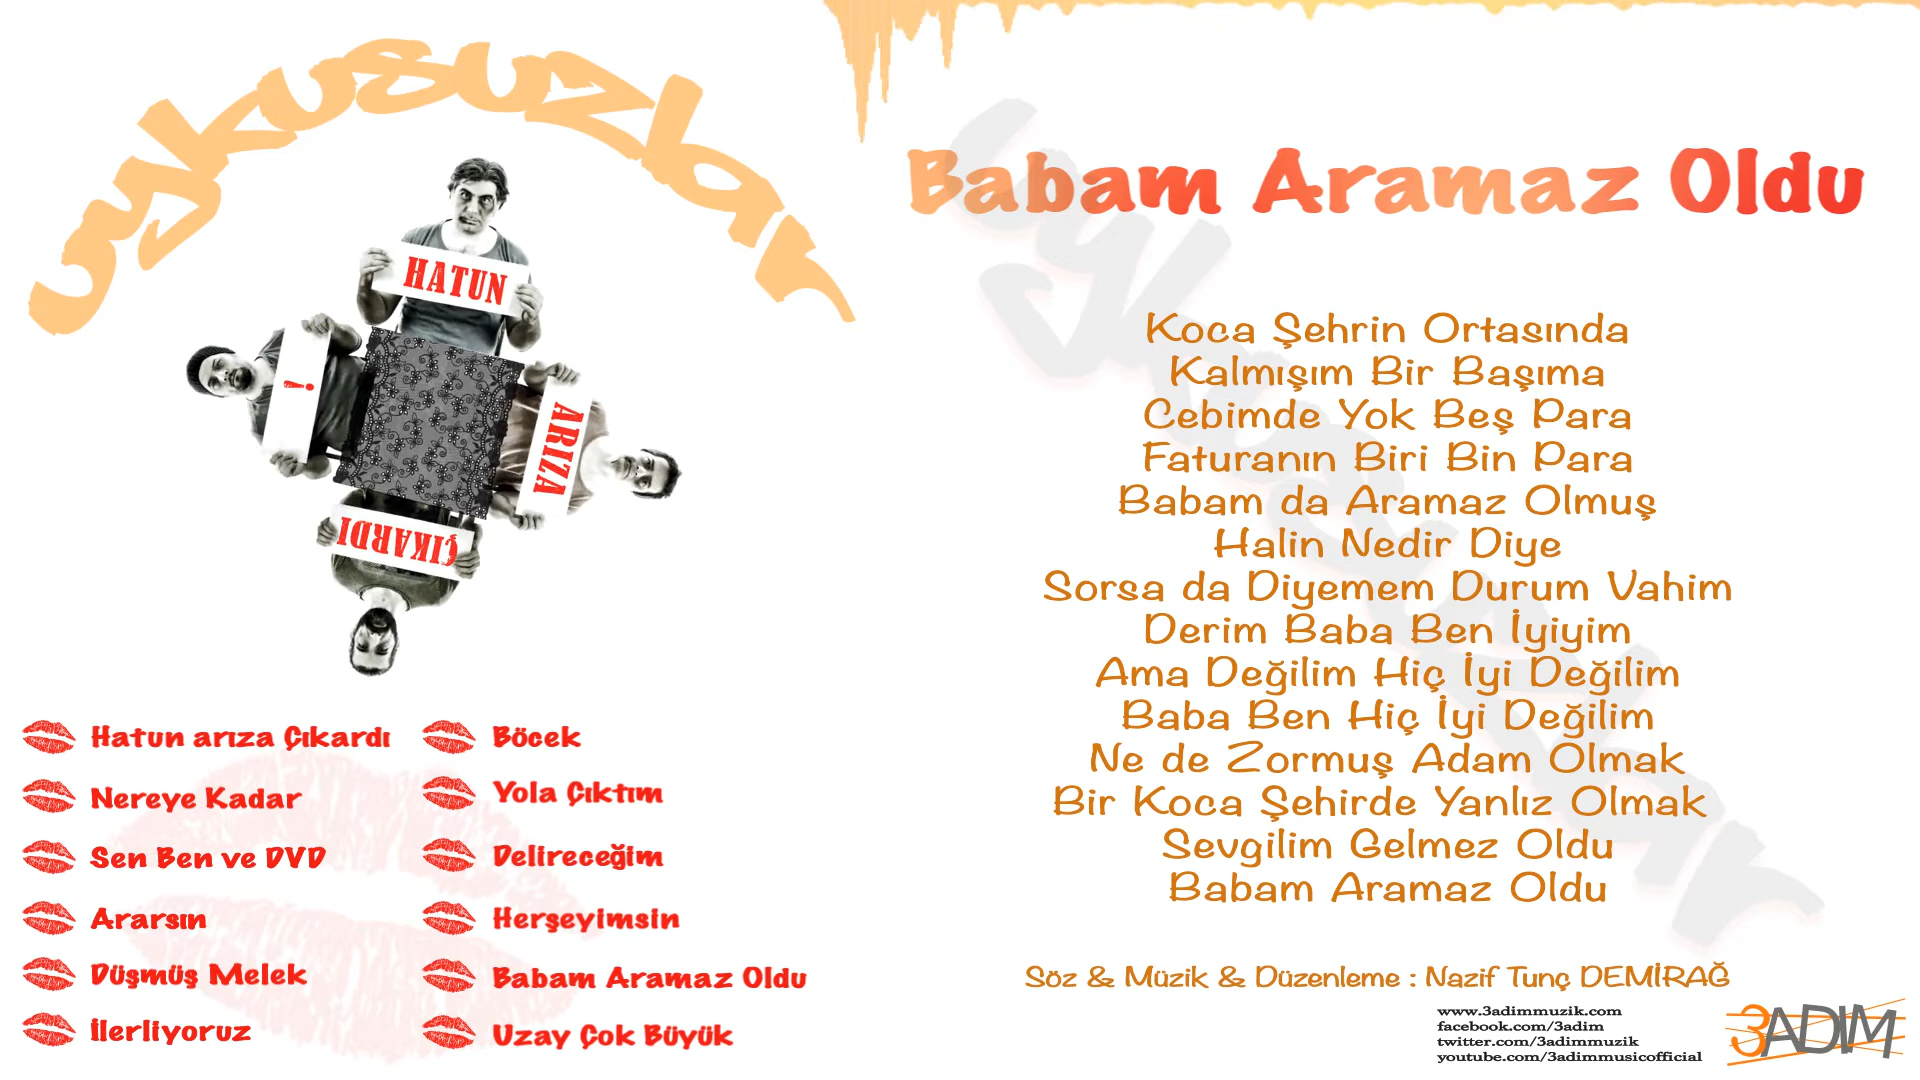 uykusuzlar
HATUN
ARIZA
ÇIKARDI
!
Hatun arıza Çıkardı
Nereye Kadar
Sen Ben ve DVD
Ararsın
Düşmüş Melek
İlerliyoruz
Böcek
Yola Çıktım
Delireceğim
Herşeyimsin
Babam Aramaz Oldu
Uzay Çok Büyük
Babam Aramaz Oldu
uykusuzlar
Koca Şehrin Ortasında
Kalmışım Bir Başıma
Cebimde Yok Beş Para
Faturanın Biri Bin Para
Babam da Aramaz Olmuş
Halin Nedir Diye
Sorsa da Diyemem Durum Vahim
Derim Baba Ben İyiyim
Ama Değilim Hiç İyi Değilim
Baba Ben Hiç İyi Değilim
Ne de Zormuş Adam Olmak
Bir Koca Şehirde Yanlız Olmak
Sevgilim Gelmez Oldu
Babam Aramaz Oldu
Söz & Müzik & Düzenleme : Nazif Tunç DEMİRAĞ
www.3adimmuzik.com
facebook.com/3adim
twitter.com/3adimmuzik
youtube.com/3adimmusicofficial
3ADIM